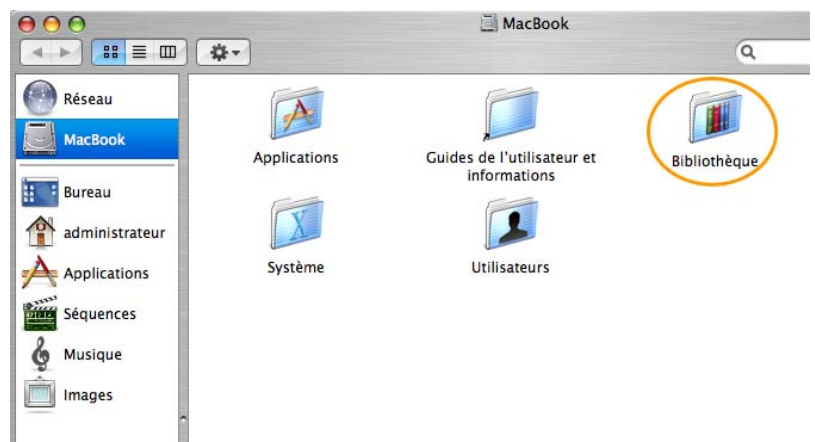 MacBook
Réseau
MacBook
Bureau
administrateur
Applications
Séquences
Musique
Images
Applications
Guides de l'utilisateur et
informations
Bibliothèque
Système
Utilisateurs